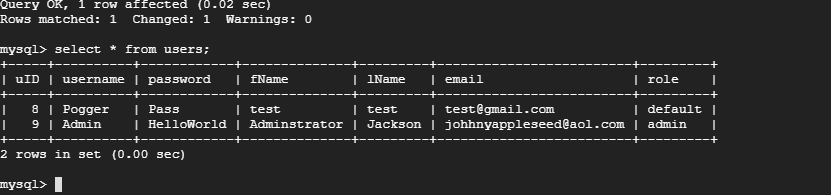 Query OK, 1 row affected (0.02 sec)
Rows matched: 1  Changed: 1  Warnings: 0

mysql> select * from users;
+-----+----------+------------+-------------+---------+-------------------------+---------+
| uID | username | password   | fName       | lName   | email                   | role    |
+-----+----------+------------+-------------+---------+-------------------------+---------+
|   8 | Pogger   | Pass       | test        | test    | test@gmail.com          | default |
|   9 | Admin    | HelloWorld | Adminstrator | Jackson | johhnyappleseed@aol.com | admin   |
+-----+----------+------------+-------------+---------+-------------------------+---------+
2 rows in set (0.00 sec)

mysql>